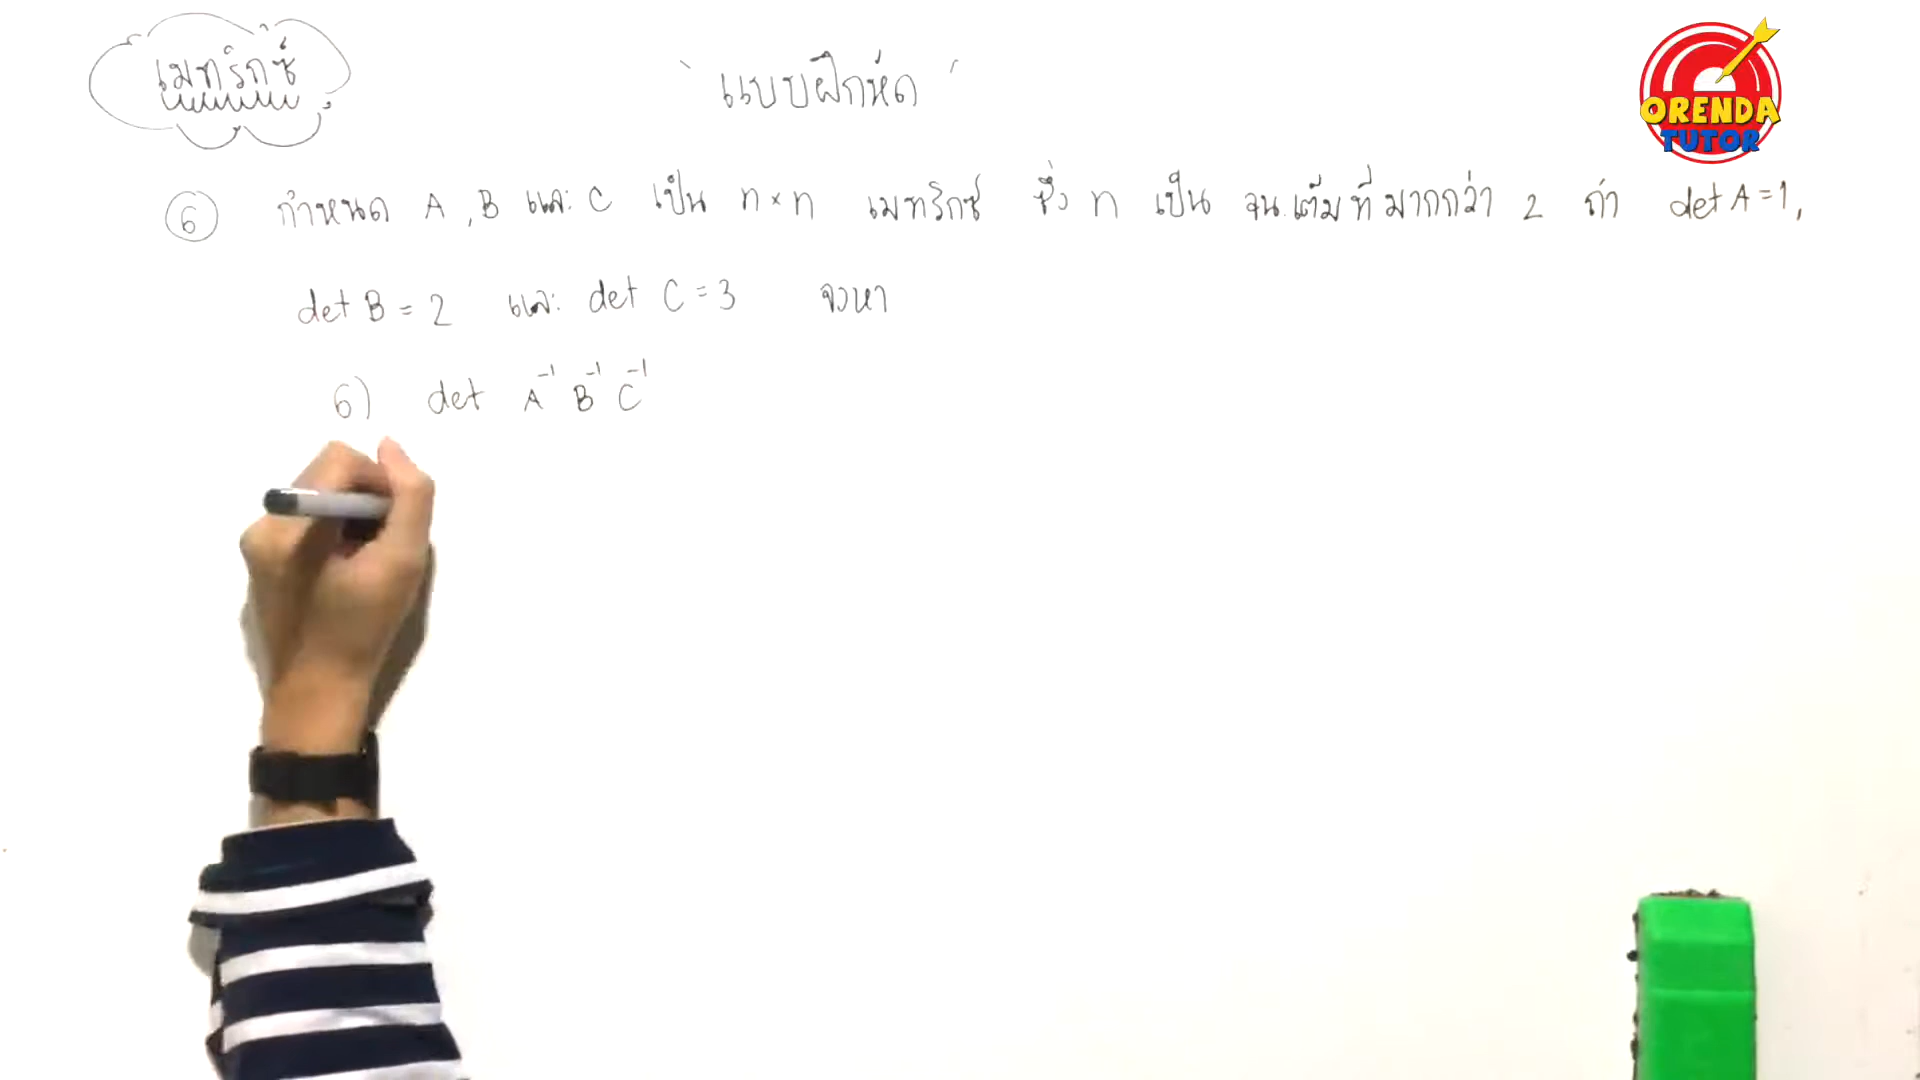 เมทริกซ์
" แบบฝึกหัด "
ORENDA
TUTOR
6 กำหนด A , B และ C เป็น n × n เมทริกซ์ ซึ่ง n เป็น จน.เต็ม ที่ มากกว่า 2 ถ้า det A = 1 ,
det B = 2 และ det C = 3 จงหา
6) det A⁻¹ B⁻¹ C⁻¹